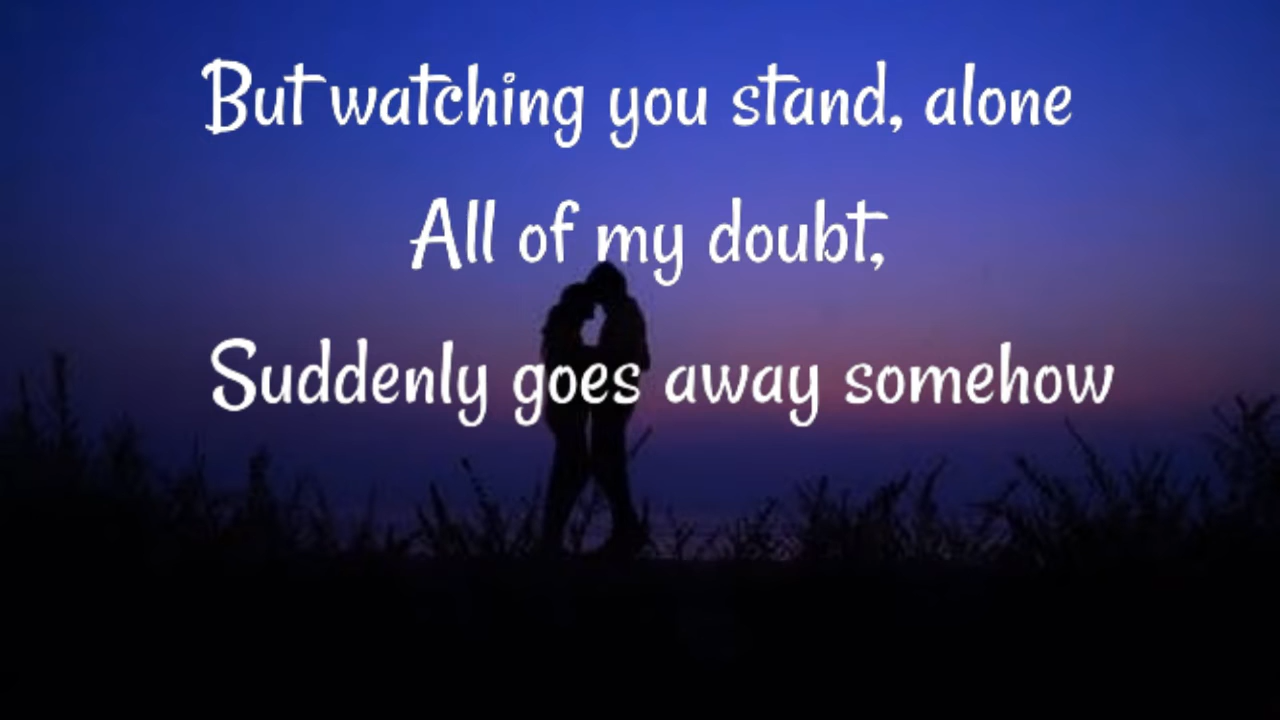 But watching you stand, alone
All of my doubt,
Suddenly goes away somehow